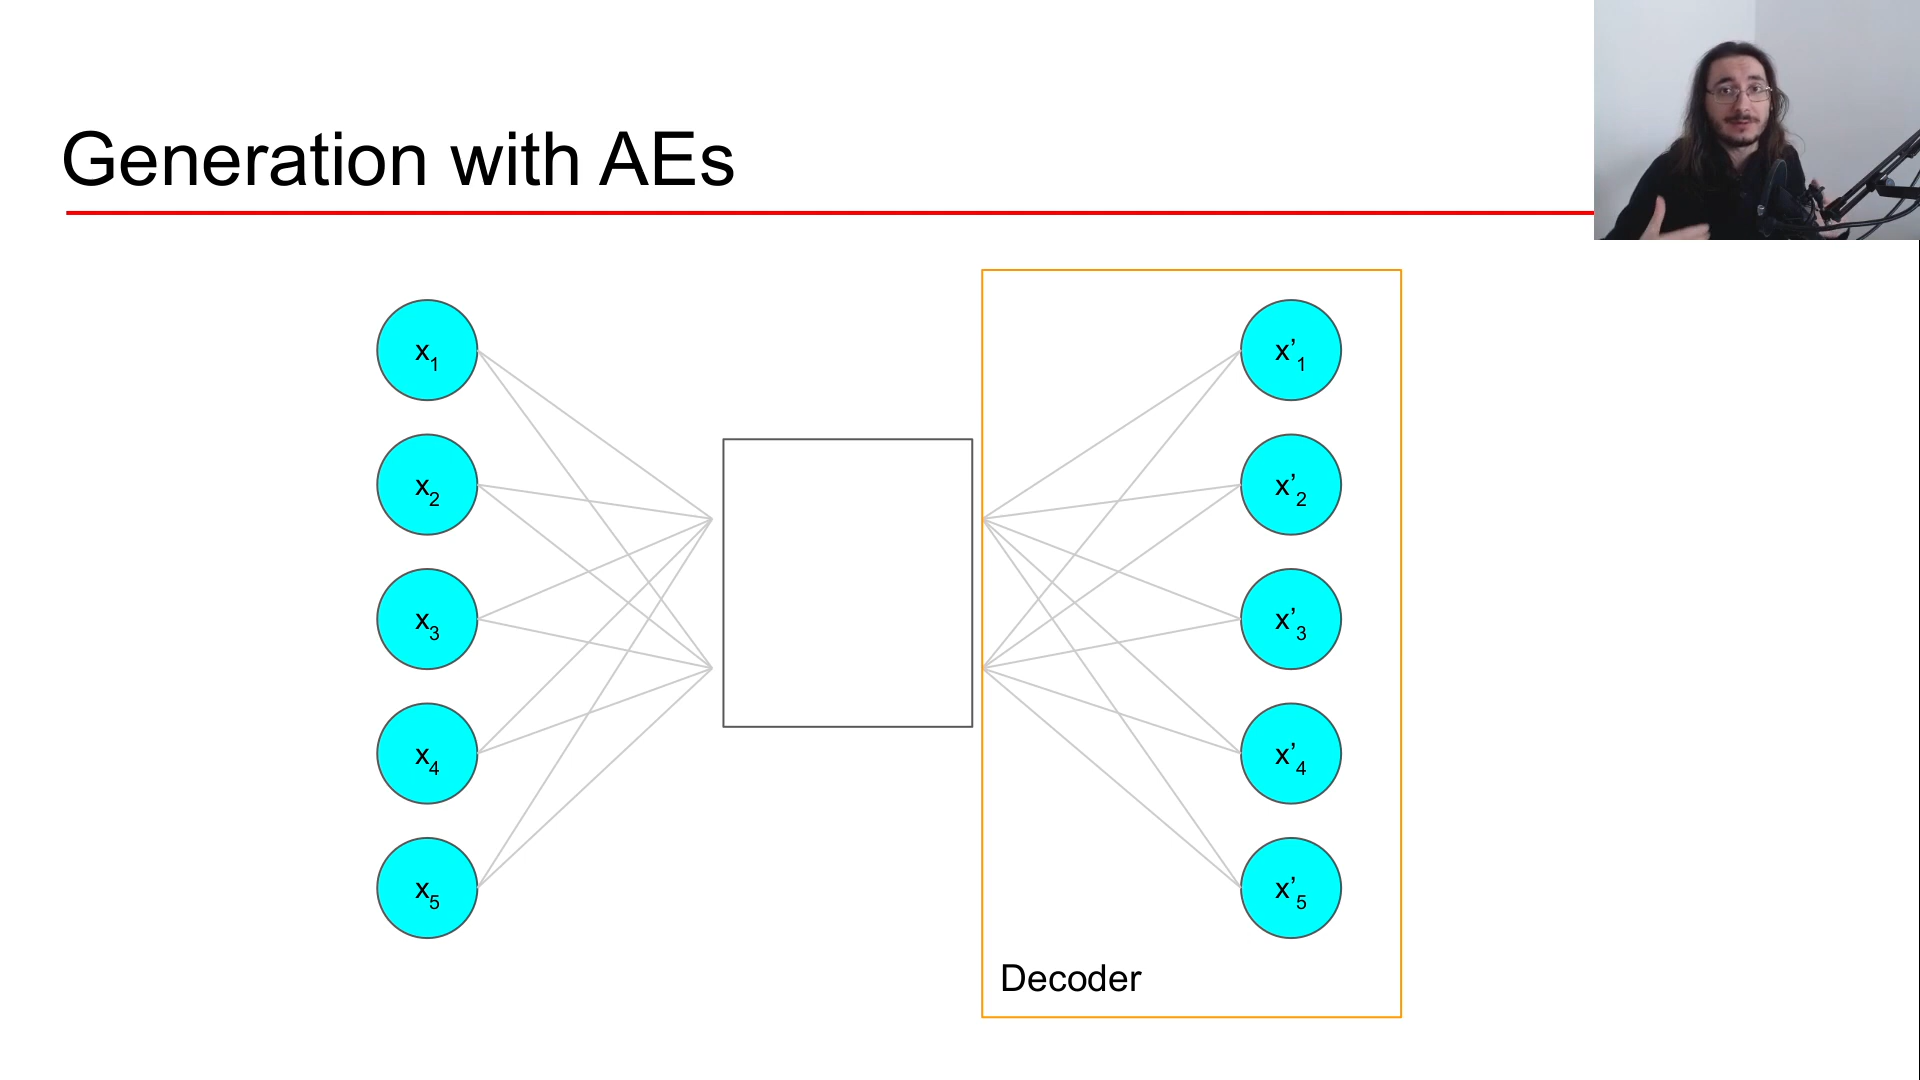 Generation with AEs
x1 x'1
x2 x'2
x3 x'3
x4 x'4
x5 x'5
Decoder